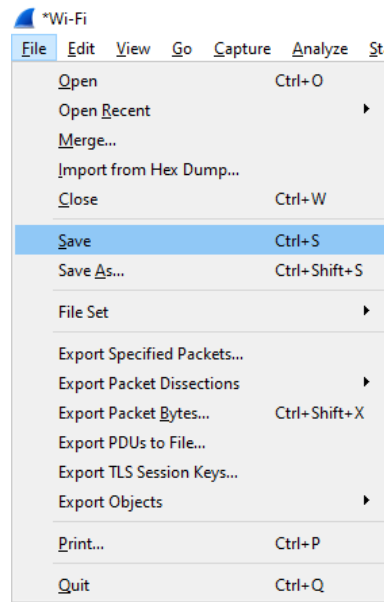 *Wi-Fi
File Edit View Go Capture Analyze St
Open Ctrl+O
Open Recent
Merge...
Import from Hex Dump...
Close Ctrl+W
Save Ctrl+S
Save As... Ctrl+Shift+S
File Set
Export Specified Packets...
Export Packet Dissections
Export Packet Bytes... Ctrl+Shift+X
Export PDUs to File...
Export TLS Session Keys...
Export Objects
Print... Ctrl+P
Quit Ctrl+Q